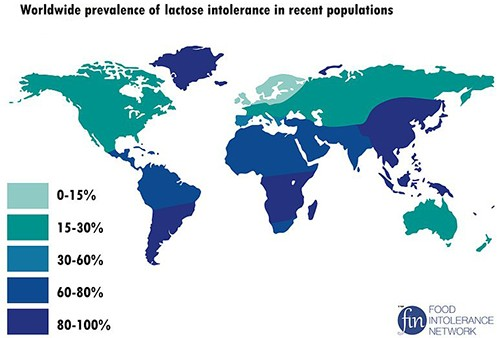 Worldwide prevalence of lactose intolerance in recent populations
0-15%
15-30%
30-60%
60-80%
80-100%
fin
FOOD
INTOLERANCE
NETWORK